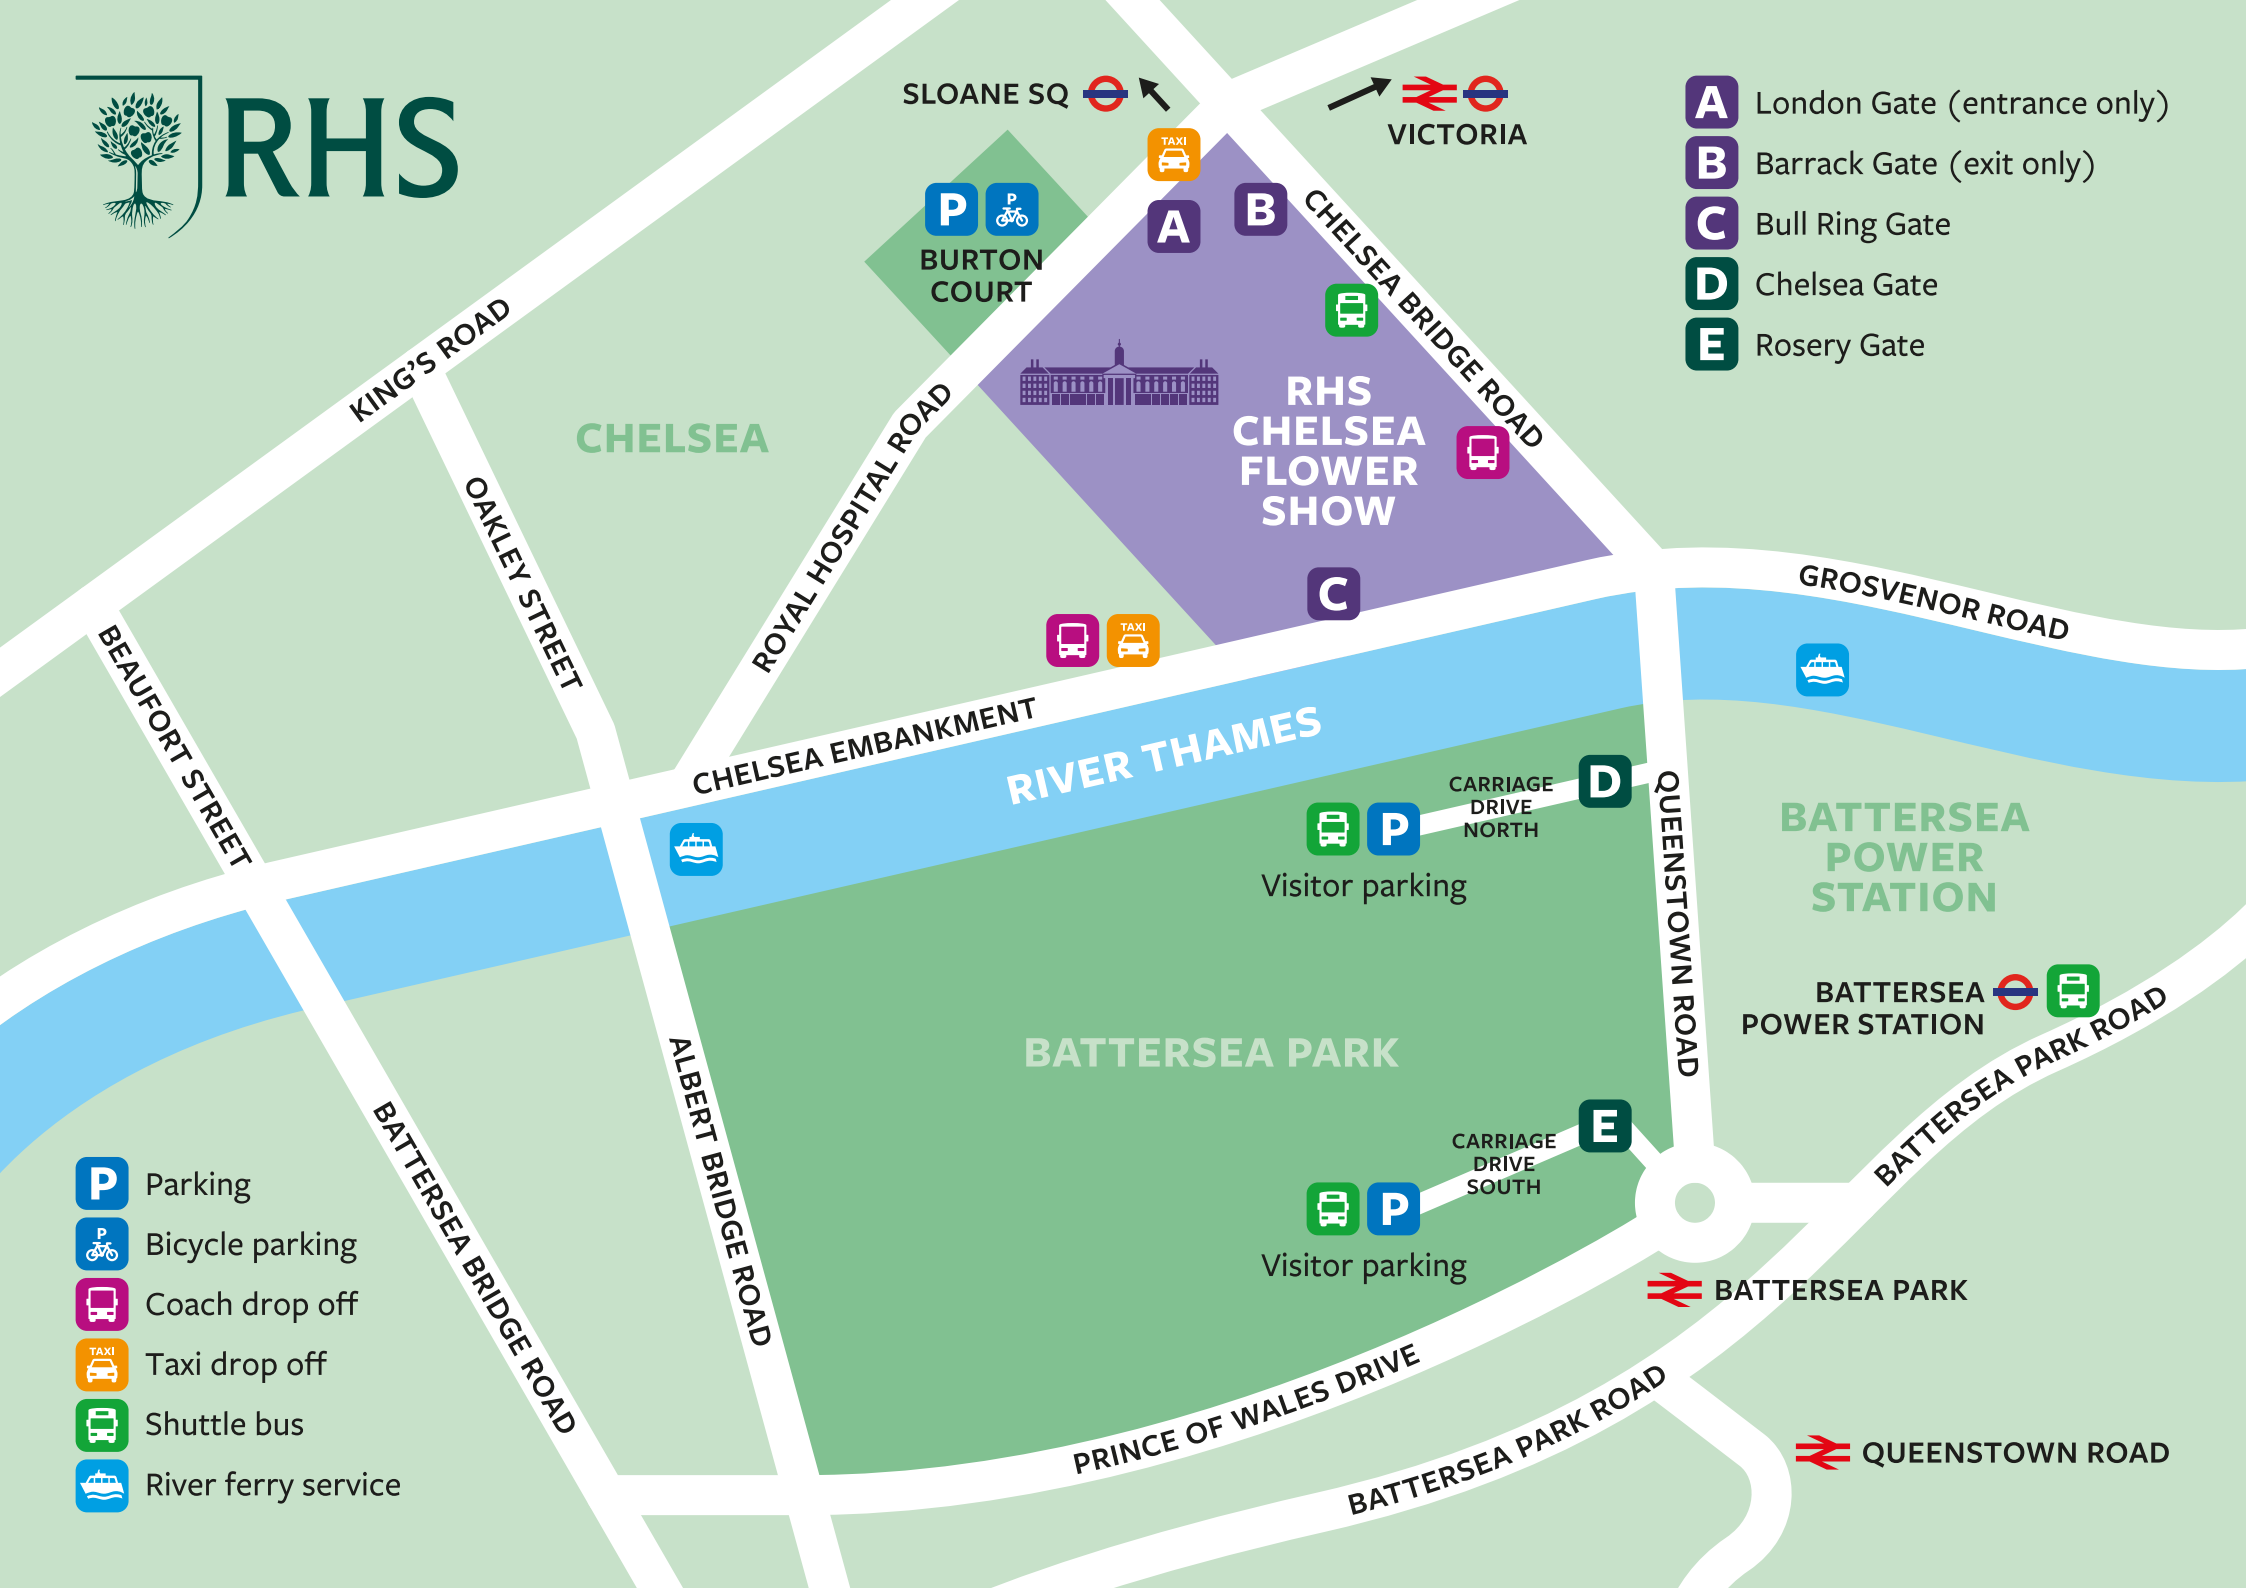 RHS
SLOANE SQ
VICTORIA
TAXI
A
B
P
P
BURTON
COURT
A London Gate (entrance only)
B Barrack Gate (exit only)
C Bull Ring Gate
D Chelsea Gate
E Rosery Gate
KING'S ROAD
CHELSEA
OAKLEY STREET
BEAUFORT STREET
ROYAL HOSPITAL ROAD
CHELSEA BRIDGE ROAD
RHS
CHELSEA
FLOWER
SHOW
C
TAXI
CHELSEA EMBANKMENT
GROSVENOR ROAD
RIVER THAMES
CARRIAGE
DRIVE
NORTH
D
P
Visitor parking
QUEENSTOWN ROAD
BATTERSEA
POWER
STATION
BATTERSEA
POWER STATION
BATTERSEA PARK ROAD
BATTERSEA PARK
ALBERT BRIDGE ROAD
BATTERSEA BRIDGE ROAD
CARRIAGE
DRIVE
SOUTH
E
P
Visitor parking
BATTERSEA PARK
PRINCE OF WALES DRIVE
BATTERSEA PARK ROAD
QUEENSTOWN ROAD
P Parking
P Bicycle parking
Coach drop off
TAXI Taxi drop off
Shuttle bus
River ferry service